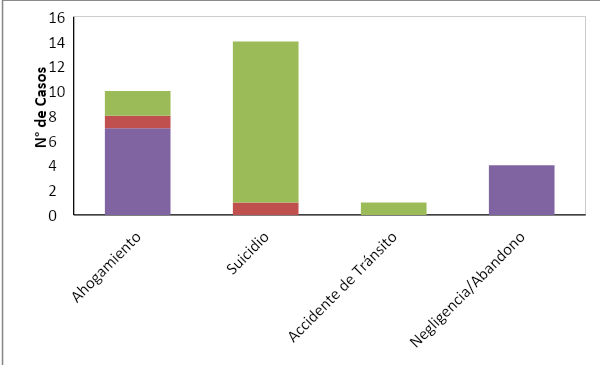 N° de Casos
16
14
12
10
8
6
4
2
0
Ahogamiento
Suicidio
Accidente de Tránsito
Negligencia/Abandono